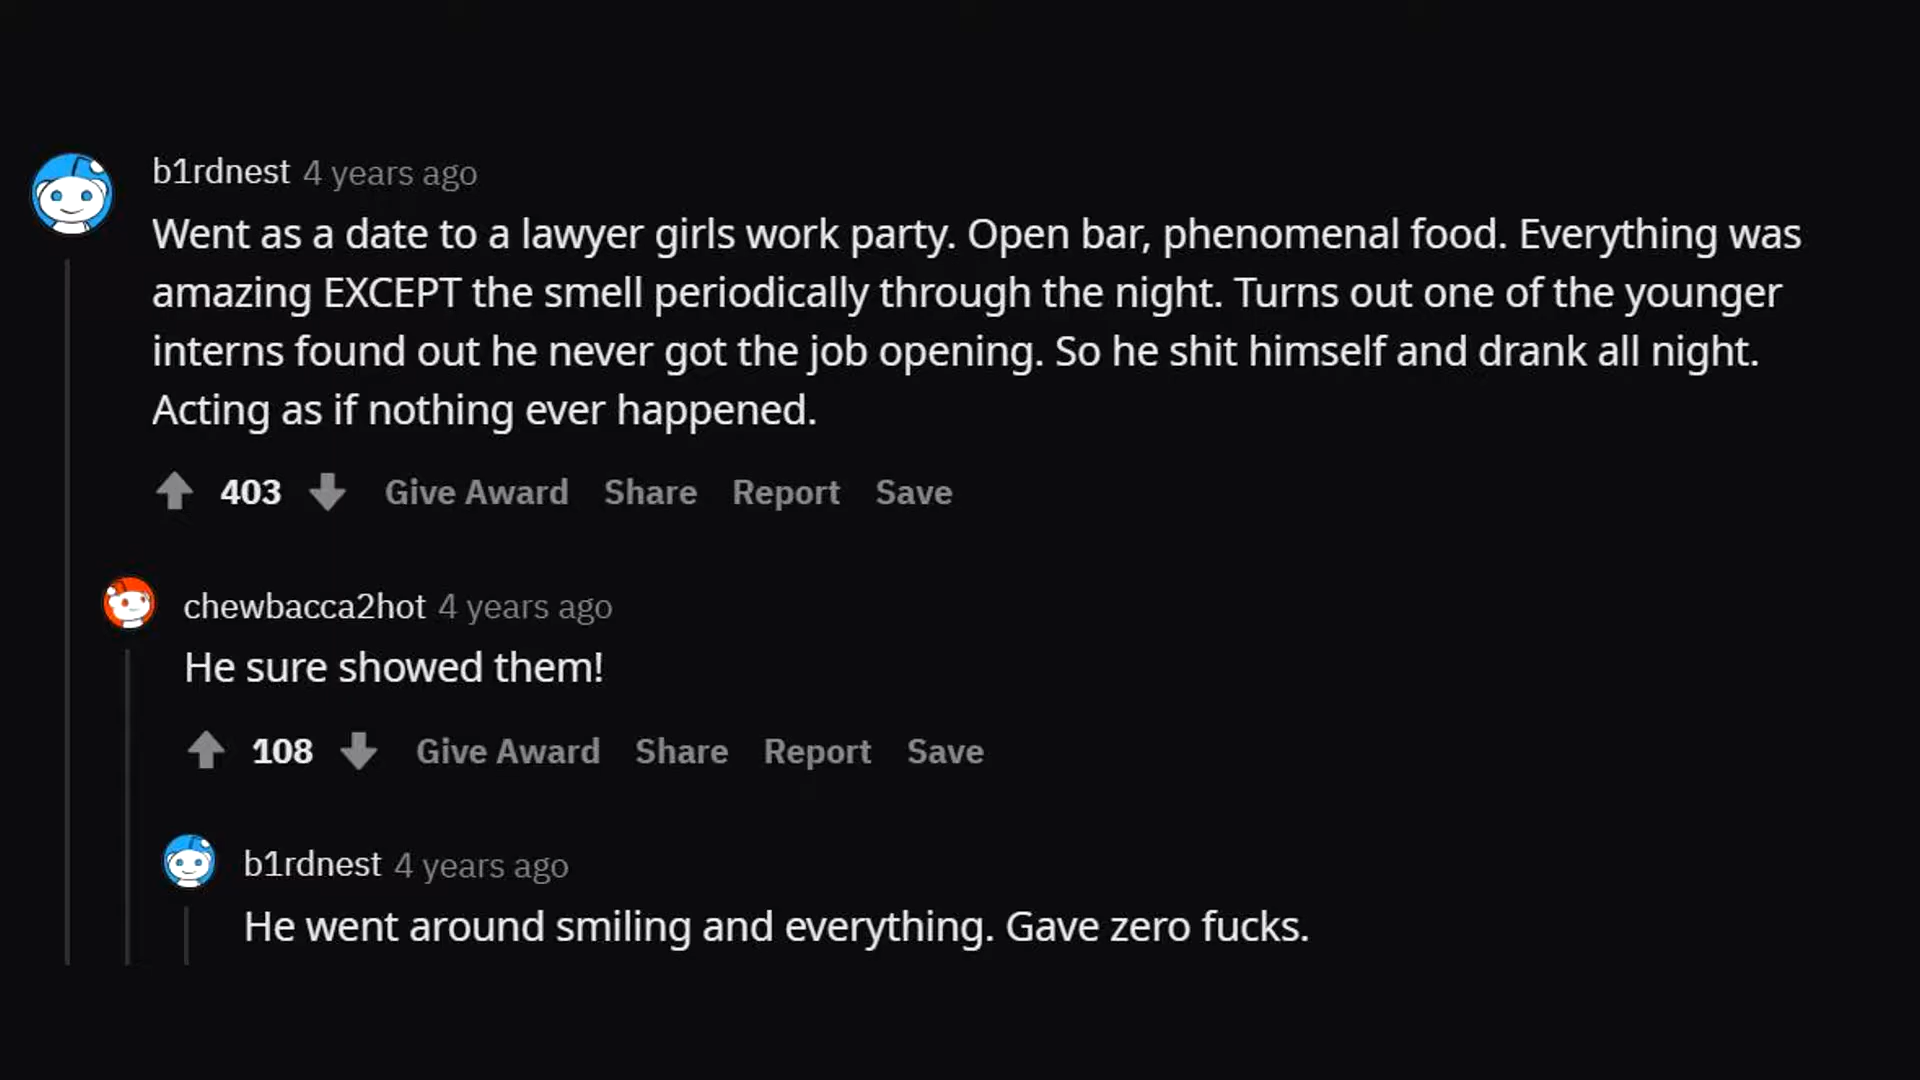 b1rdnest 4 years ago
Went as a date to a lawyer girls work party. Open bar, phenomenal food. Everything was
amazing EXCEPT the smell periodically through the night. Turns out one of the younger
interns found out he never got the job opening. So he shit himself and drank all night.
Acting as if nothing ever happened.
403 Give Award Share Report Save
chewbacca2hot 4 years ago
He sure showed them!
108 Give Award Share Report Save
b1rdnest 4 years ago
He went around smiling and everything. Gave zero fucks.